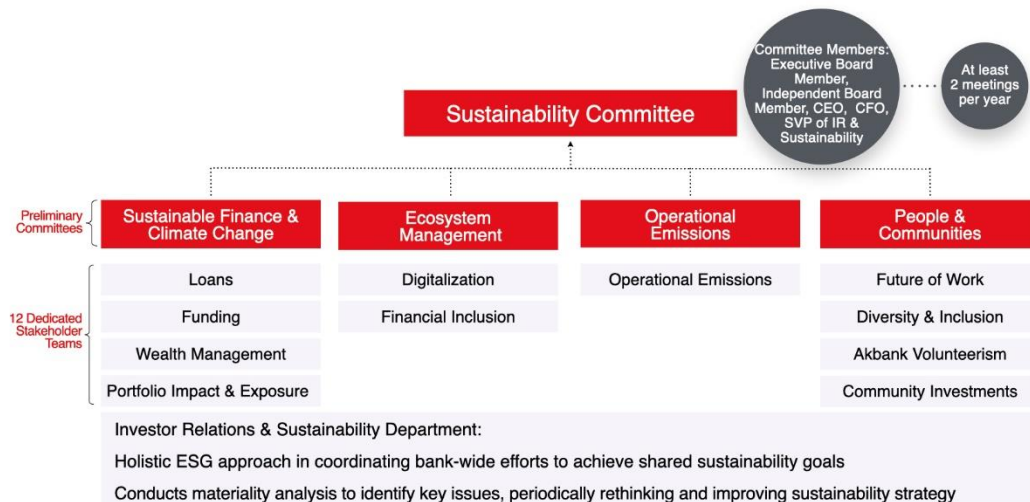 Committee Members:
Executive Board
Member,
Independent Board
Member, CEO, CFO,
SVP of IR &
Sustainability
At least
2 meetings
per year
Sustainability Committee
Preliminary
Committees
Sustainable Finance &
Climate Change
Ecosystem
Management
Operational
Emissions
People &
Communities
12 Dedicated
Stakeholder
Teams
Loans
Funding
Wealth Management
Portfolio Impact & Exposure
Digitalization
Financial Inclusion
Operational Emissions
Future of Work
Diversity & Inclusion
Akbank Volunteerism
Community Investments
Investor Relations & Sustainability Department:
Holistic ESG approach in coordinating bank-wide efforts to achieve shared sustainability goals
Conducts materiality analysis to identify key issues, periodically rethinking and improving sustainability strategy